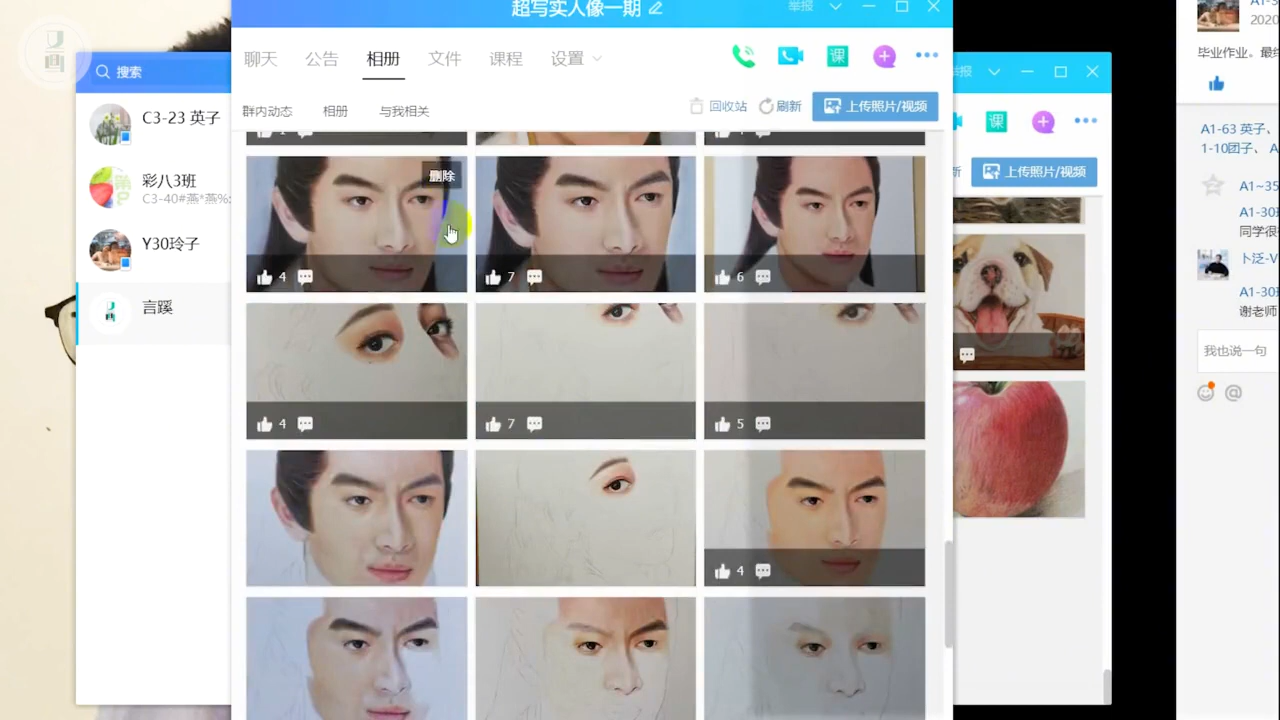 超写实人像一期
举报
聊天
公告
相册
文件
课程
设置
课
群内动态
相册
与我相关
回收站
刷新
上传照片/视频
删除
4
7
6
4
7
5
4
搜索
C3-23 英子
彩八3班
C3-40#燕*燕%
Y30玲子
言蹊
举报
课
新
上传照片/视频
2020
毕业作业。最
A1-63 英子、
1-10团子、 A
A1~35
A1-30
同学很
卜泛-V
A1-30
谢老师
我也说一句
@